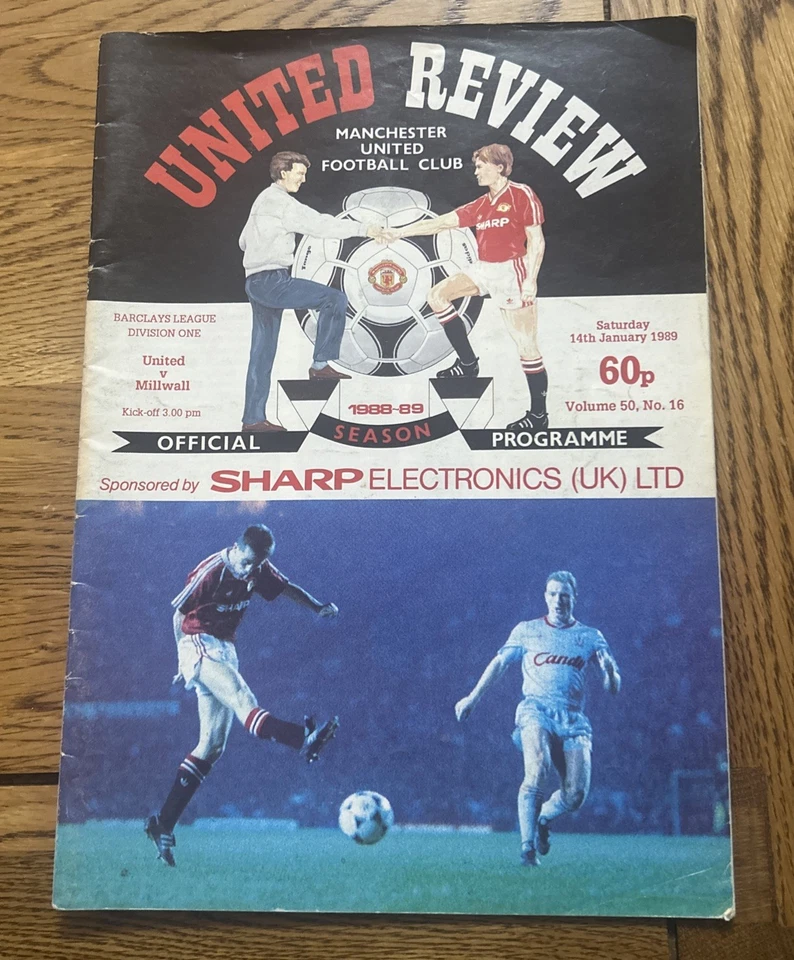 UNITED REVIEW
MANCHESTER
UNITED
FOOTBALL CLUB
SHARP
BARCLAYS LEAGUE
DIVISION ONE
United
v
Millwall
Kick-off 3.00 pm
Saturday
14th January 1989
60p
Volume 50, No. 16
1988-89
OFFICIAL SEASON PROGRAMME
Sponsored by SHARP ELECTRONICS (UK) LTD
SHARP
Candy